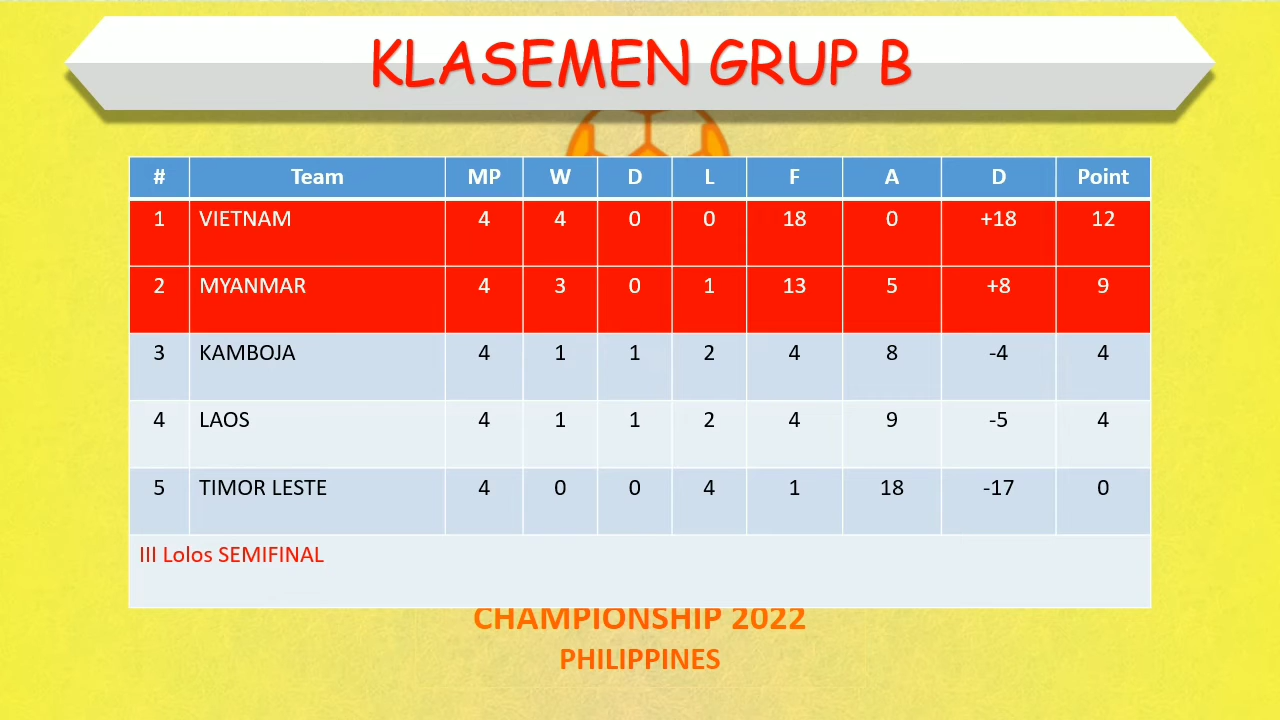 KLASEMEN GRUP B
# Team MP W D L F A D Point
1 VIETNAM 4 4 0 0 18 0 +18 12
2 MYANMAR 4 3 0 1 13 5 +8 9
3 KAMBOJA 4 1 1 2 4 8 -4 4
4 LAOS 4 1 1 2 4 9 -5 4
5 TIMOR LESTE 4 0 0 4 1 18 -17 0
III Lolos SEMIFINAL
CHAMPIONSHIP 2022
PHILIPPINES